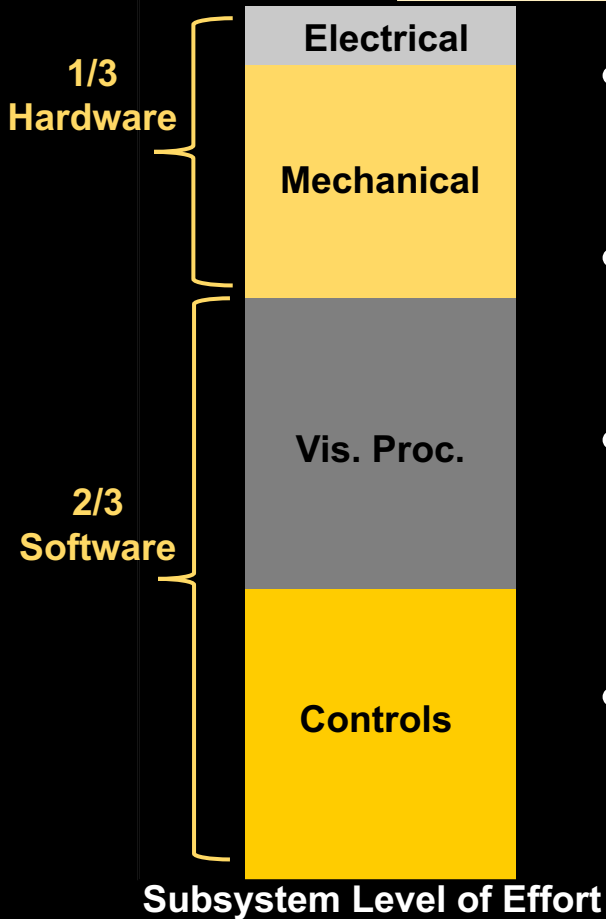 Electrical
1/3
Hardware
Mechanical
Vis. Proc.
2/3
Software
Controls
Subsystem Level of Effort